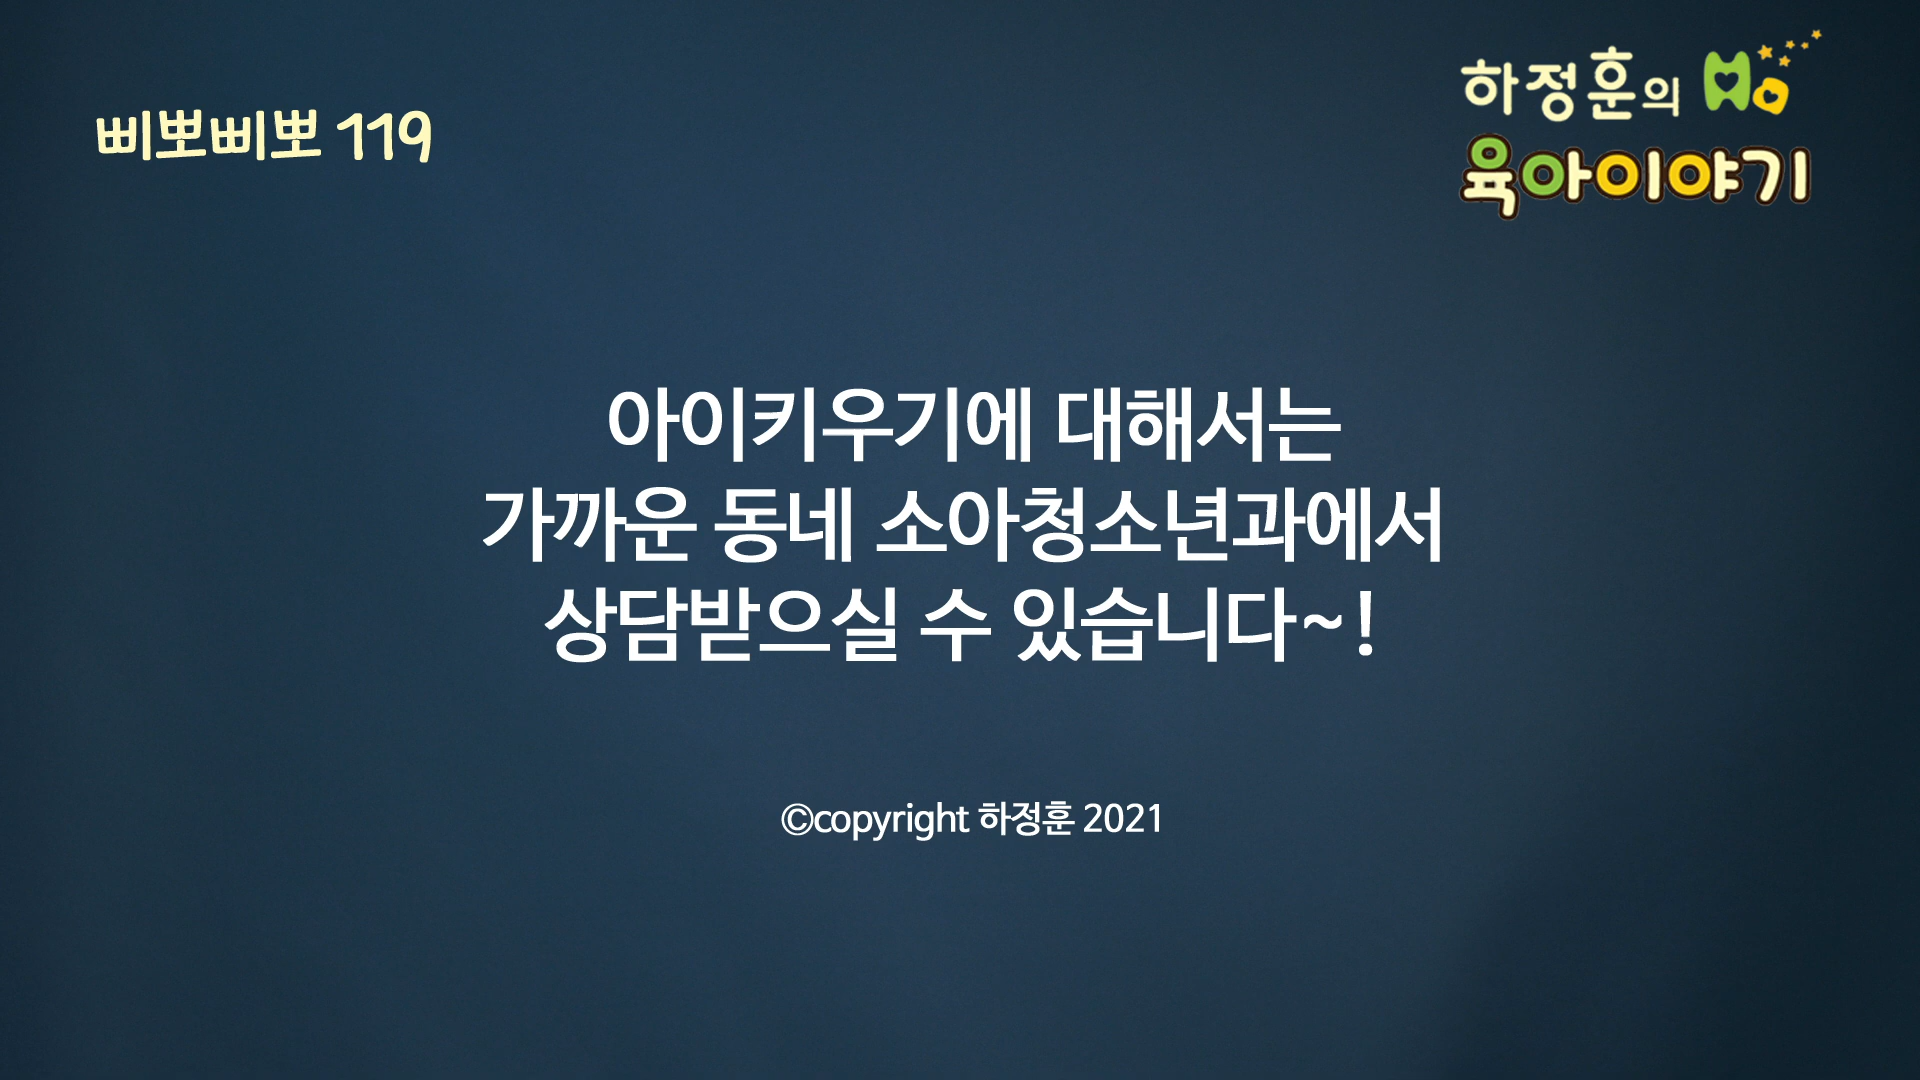 삐뽀삐뽀 119
하정훈의
육아이야기
아이키우기에 대해서는
가까운 동네 소아청소년과에서
상담받으실 수 있습니다~!
©copyright 하정훈 2021